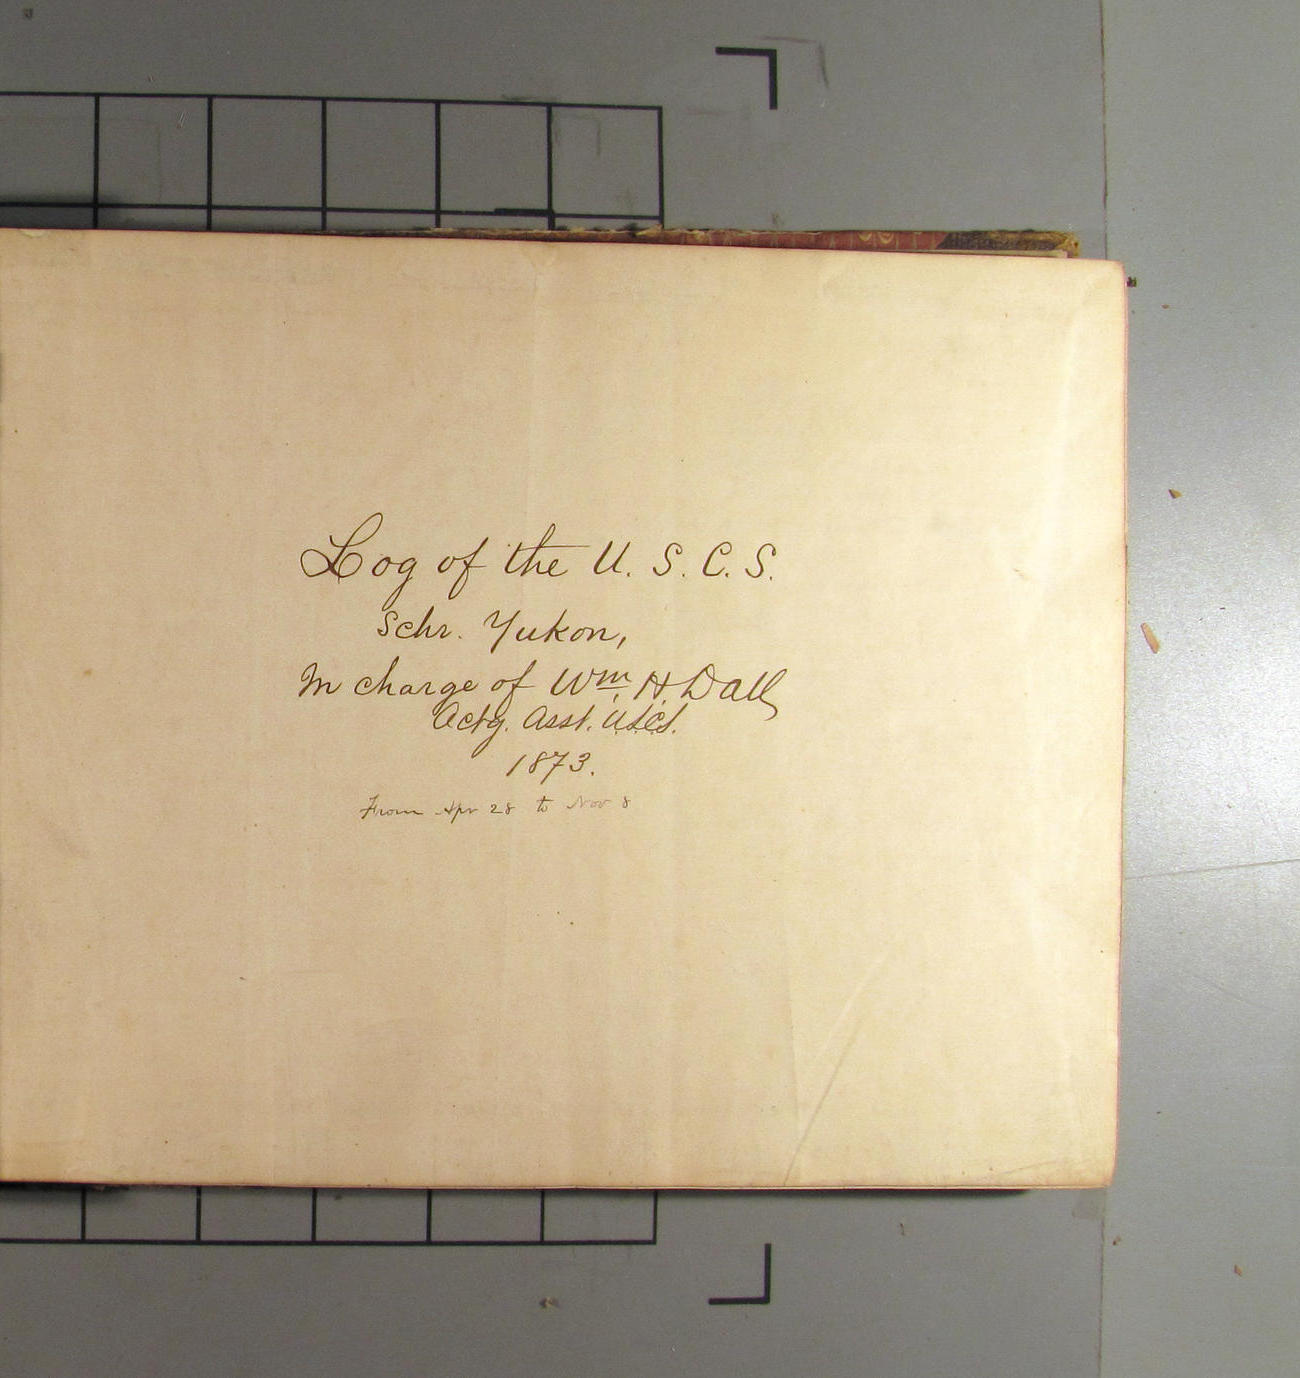 Log of the U. S. C. S.
Schr. Yukon,
In charge of Wm. H. Dall
Actg. Asst. U.S.C.S.
1873.
From Apr 28 to Nov 8